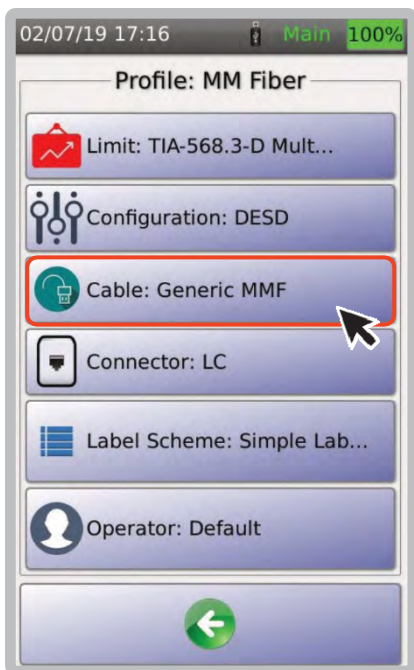 02/07/19 17:16 Main 100%
Profile: MM Fiber
Limit: TIA-568.3-D Mult...
Configuration: DESD
Cable: Generic MMF
Connector: LC
Label Scheme: Simple Lab...
Operator: Default